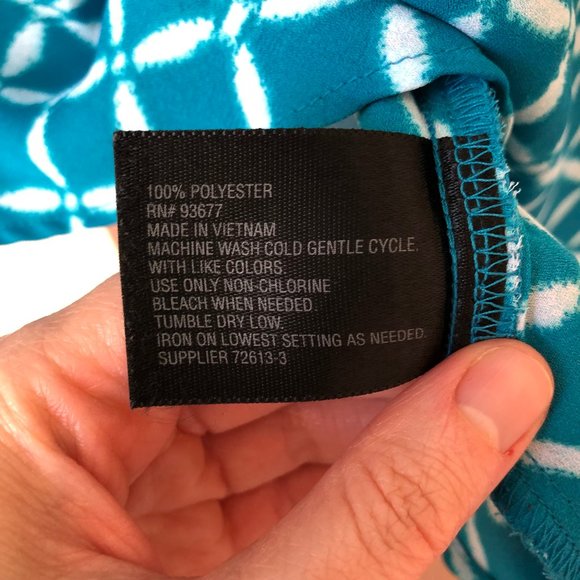 100% POLYESTER
RN# 93677
MADE IN VIETNAM
MACHINE WASH COLD GENTLE CYCLE.
WITH LIKE COLORS.
USE ONLY NON-CHLORINE
BLEACH WHEN NEEDED.
TUMBLE DRY LOW.
IRON ON LOWEST SETTING AS NEEDED.
SUPPLIER 72613-3